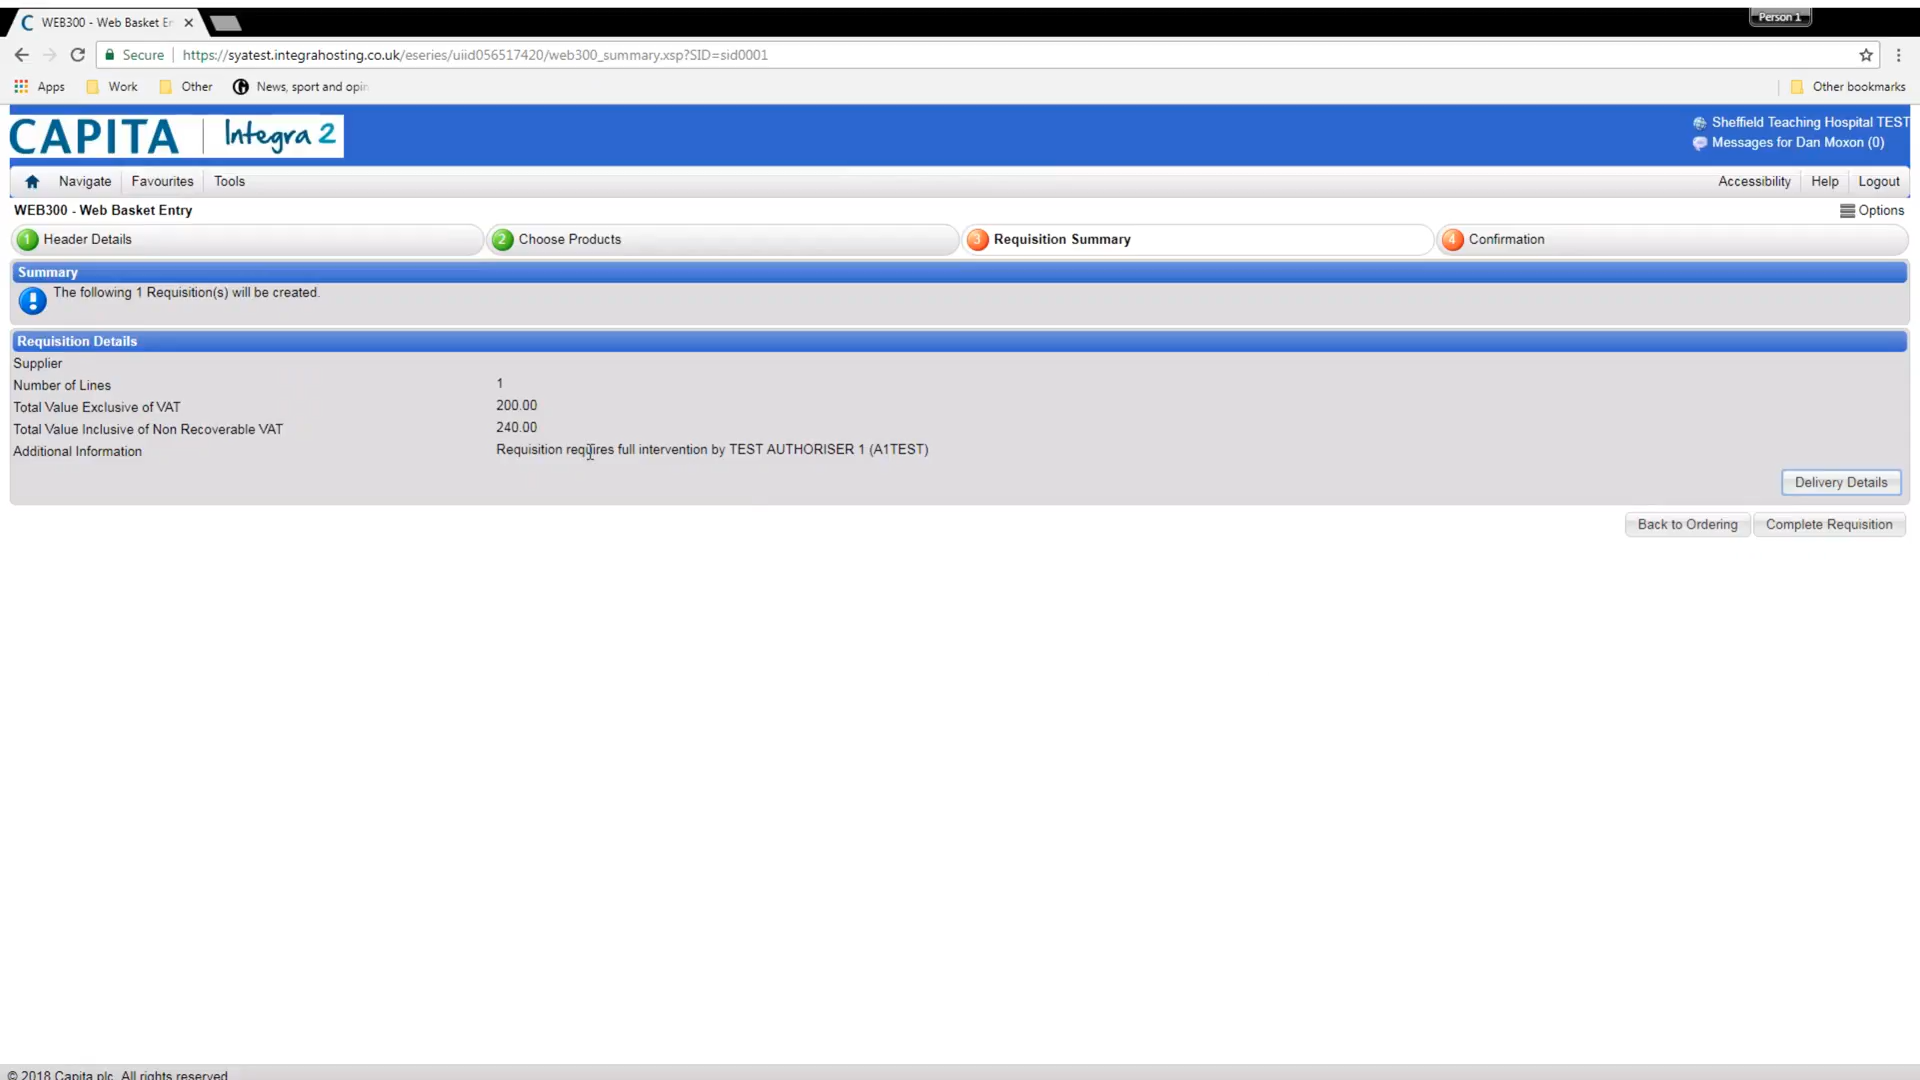 WEB300 - Web Basket Er
Person 1
Secure
https://syatest.integrahosting.co.uk/eseries/uiid056517420/web300_summary.xsp?SID=sid0001
Apps
Work
Other
News, sport and opin
Other bookmarks
CAPITA
Integra 2
Sheffield Teaching Hospital TEST
Messages for Dan Moxon (0)
Navigate
Favourites
Tools
Accessibility
Help
Logout
WEB300 - Web Basket Entry
Options
1 Header Details
2 Choose Products
3 Requisition Summary
4 Confirmation
Summary
The following 1 Requisition(s) will be created.
Requisition Details
Supplier
Number of Lines 1
Total Value Exclusive of VAT 200.00
Total Value Inclusive of Non Recoverable VAT 240.00
Additional Information Requisition requires full intervention by TEST AUTHORISER 1 (A1TEST)
Delivery Details
Back to Ordering
Complete Requisition
© 2018 Capita plc. All rights reserved